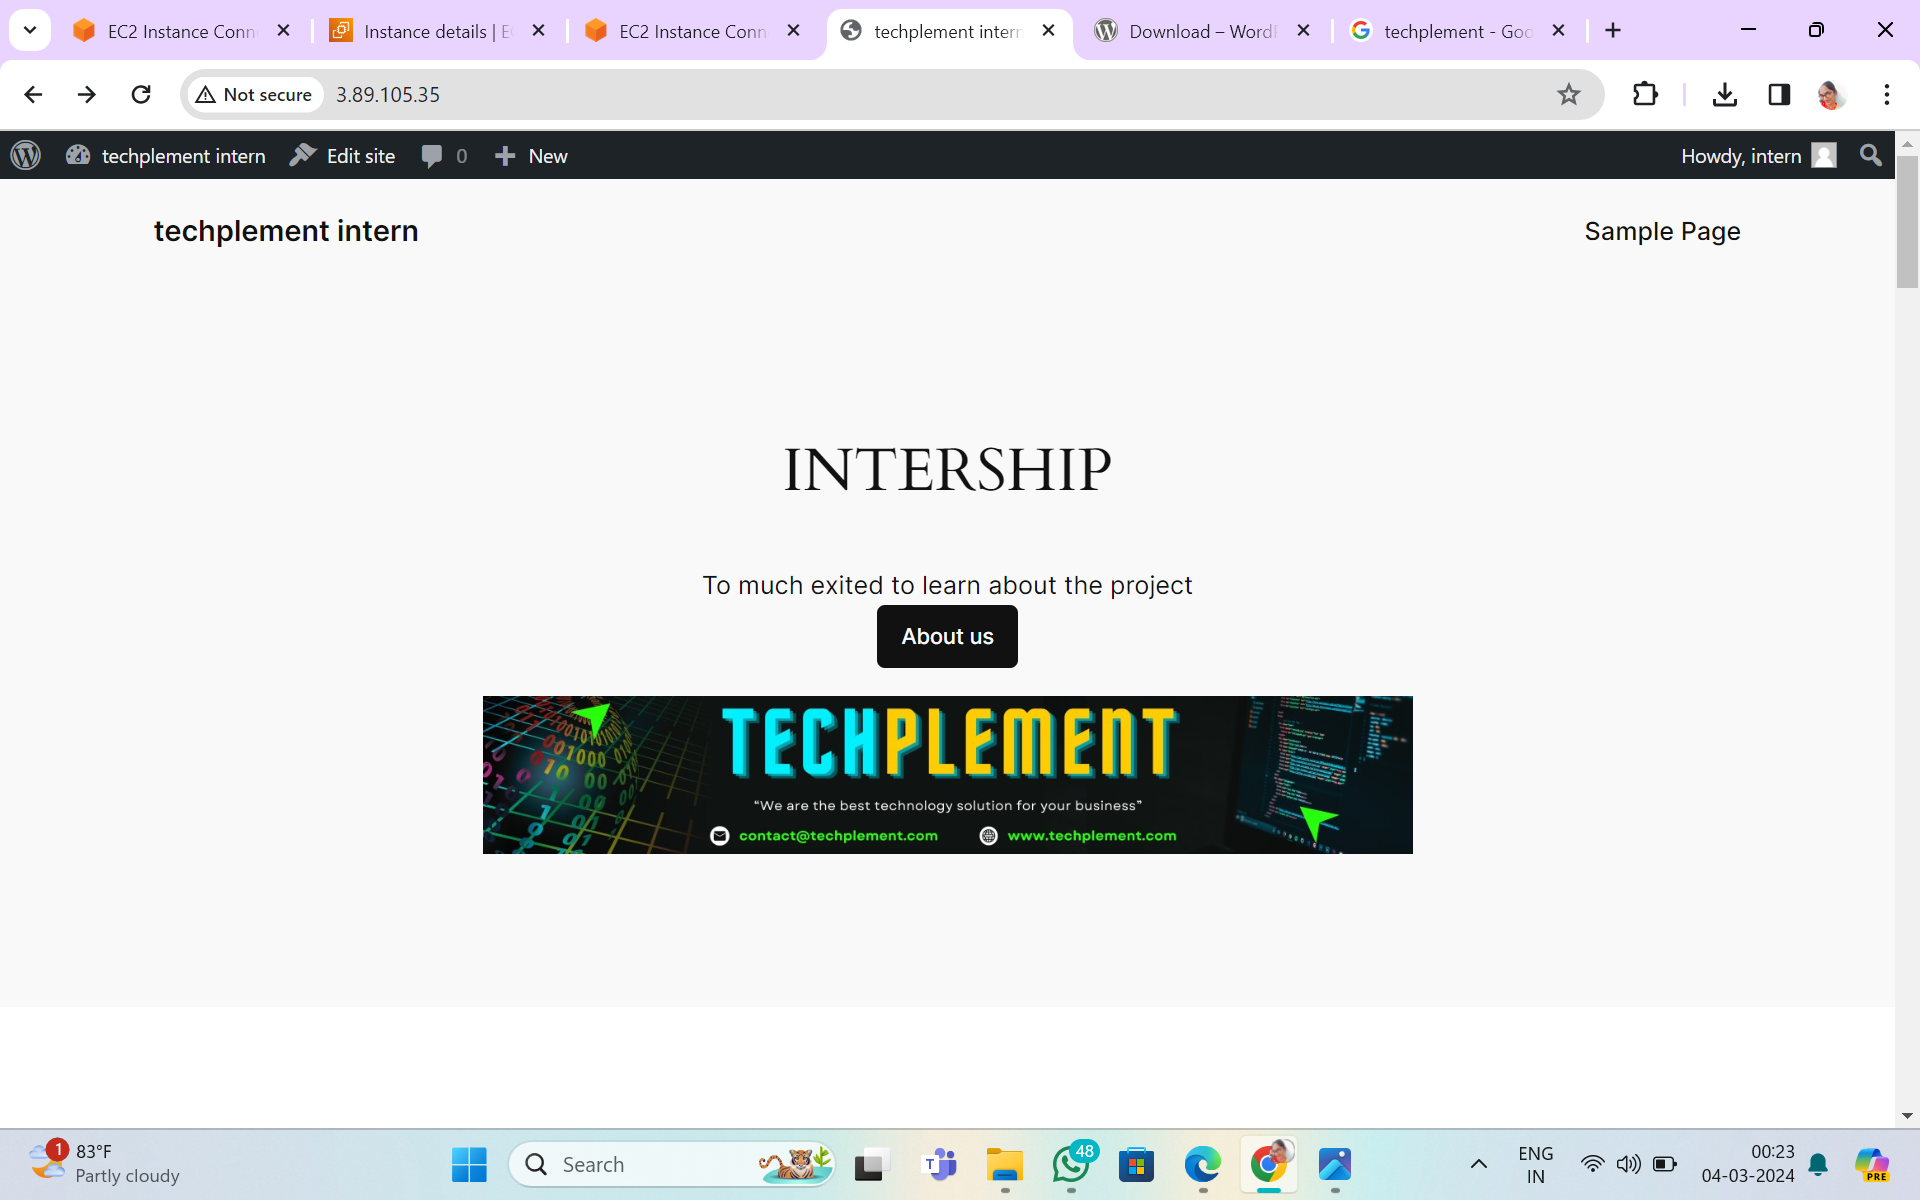 EC2 Instance Conn
Instance details | E
EC2 Instance Conn
techplement intern
Download – Word
techplement - Goo
Not secure
3.89.105.35
techplement intern
Edit site
0
New
Howdy, intern
techplement intern
Sample Page
INTERSHIP
To much exited to learn about the project
About us
TECHPLEMENT
“We are the best technology solution for your business”
contact@techplement.com
www.techplement.com
1
83°F
Partly cloudy
Search
T
48
ENG
IN
00:23
04-03-2024
PRE